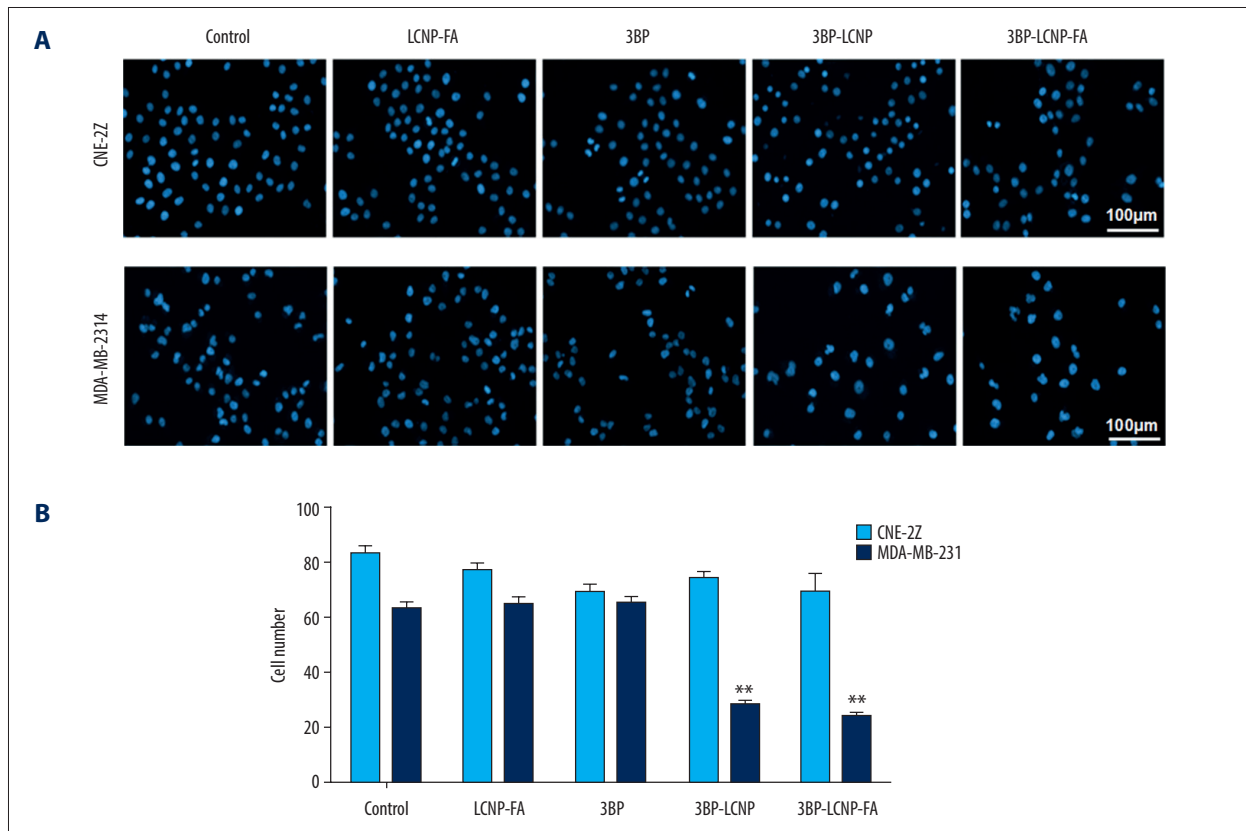 A
Control LCNP-FA 3BP 3BP-LCNP 3BP-LCNP-FA
CNE-2Z
100µm
MDA-MB-2314
100µm
B
100
80
60
40
20
0
Cell number
CNE-2Z
MDA-MB-231
**
**
Control LCNP-FA 3BP 3BP-LCNP 3BP-LCNP-FA